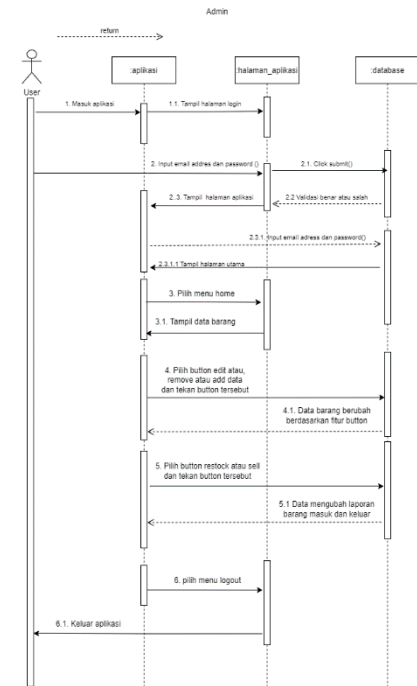 Admin
return
:aplikasi
:halaman_aplikasi
:database
User
1. Masuk aplikasi
1.1. Tampil halaman login
2. Input email addres dan password ()
2.1. Click submit()
2.3. Tampil halaman aplikasi
2.2 Validasi benar atau salah
2.3.1. Input email adress dan password()
2.3.1.1 Tampil halaman utama
3. Pilih menu home
3.1. Tampil data barang
4. Pilih button edit atau,
remove atau add data
dan tekan button tersebut
4.1. Data barang berubah
berdasarkan fitur button
5. Pilih button restock atau sell
dan tekan button tersebut
5.1 Data mengubah laporan
barang masuk dan keluar
6. pilih menu logout
6.1. Keluar aplikasi